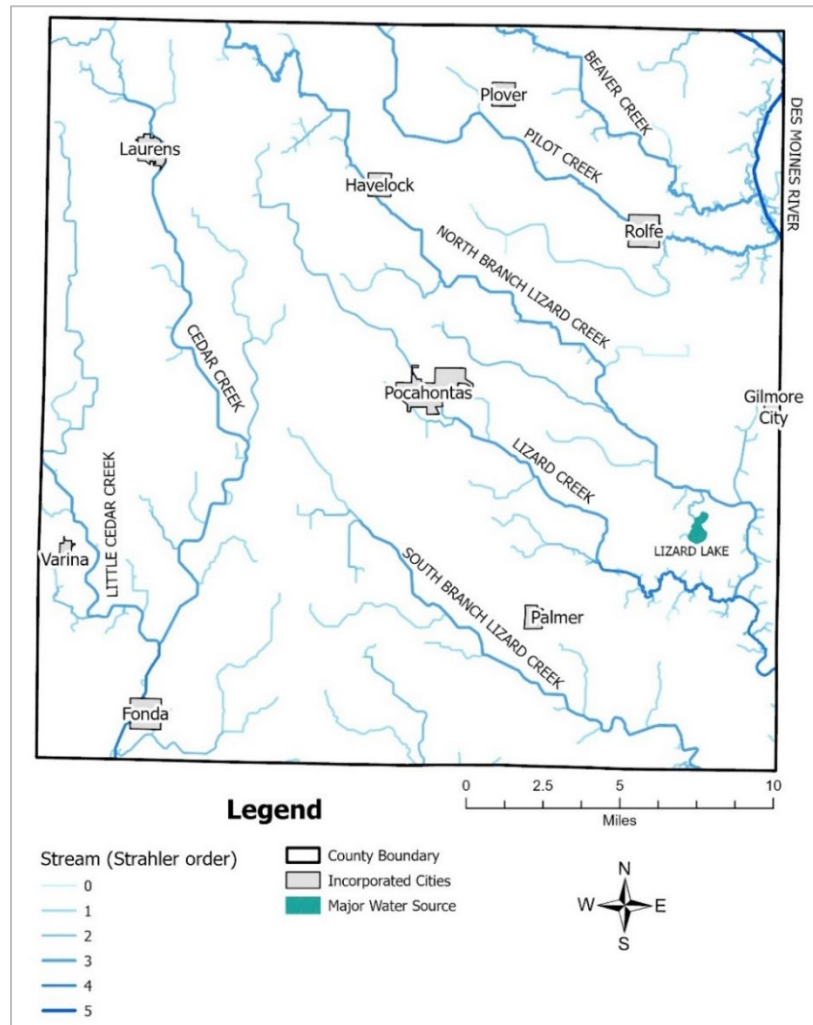 BEAVER CREEK
Plover
DES MOINES RIVER
PILOT CREEK
Laurens
Havelock
Rolfe
NORTH BRANCH LIZARD CREEK
CEDAR CREEK
Pocahontas
Gilmore
City
LIZARD CREEK
LITTLE CEDAR CREEK
Varina
LIZARD LAKE
SOUTH BRANCH LIZARD CREEK
Palmer
Fonda
Legend
0 2.5 5 10
Miles
Stream (Strahler order)
0
1
2
3
4
5
County Boundary
Incorporated Cities
Major Water Source
N
W E
S